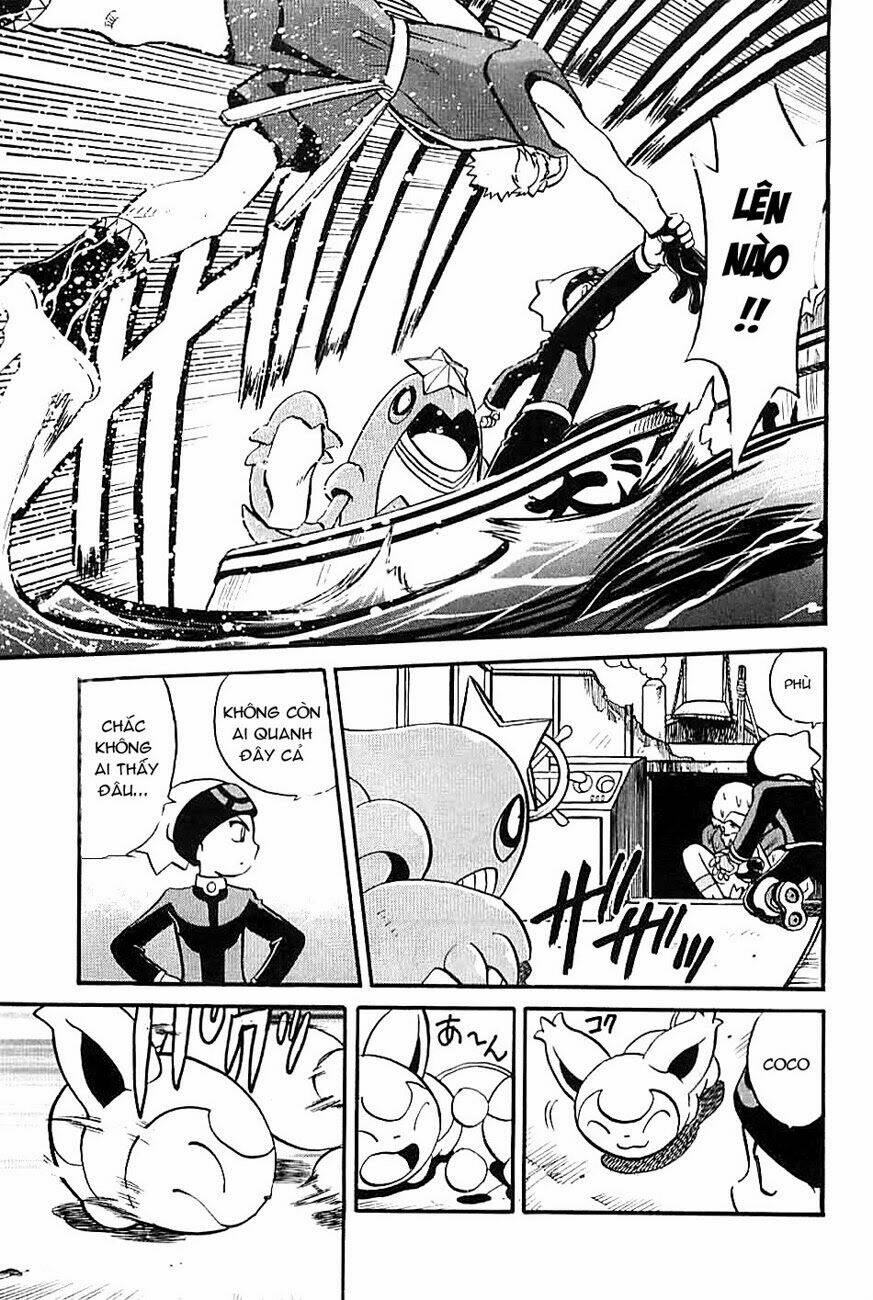 LÊN
NÀO
!!
PHÙ
KHÔNG CÒN
AI QUANH
ĐÂY CẢ
CHẮC
KHÔNG
AI THẤY
ĐÂU...
COCO
コク
あ～ん